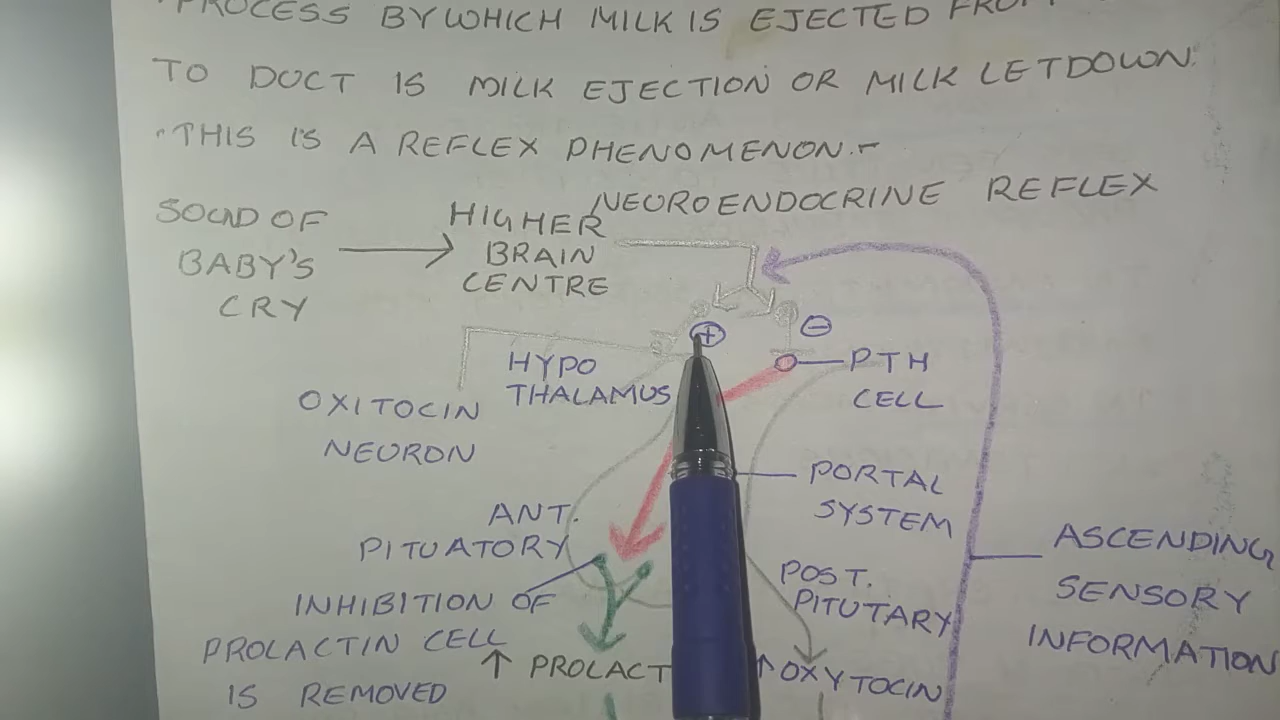 PROCESS BY WHICH MILK IS EJECTED FROM
TO DUCT IS MILK EJECTION OR MILK LETDOWN.
THIS IS A REFLEX PHENOMENON.
NEUROENDOCRINE REFLEX
SOUND OF
BABY'S
CRY
HIGHER
BRAIN
CENTRE
+
−
HYPO
THALAMUS
PTH
CELL
OXITOCIN
NEURON
PORTAL
SYSTEM
ANT.
PITUATORY
POST.
PITUTARY
ASCENDING
SENSORY
INFORMATION
INHIBITION OF
PROLACTIN CELL
IS REMOVED
↑ PROLACT
↑ OXYTOCIN